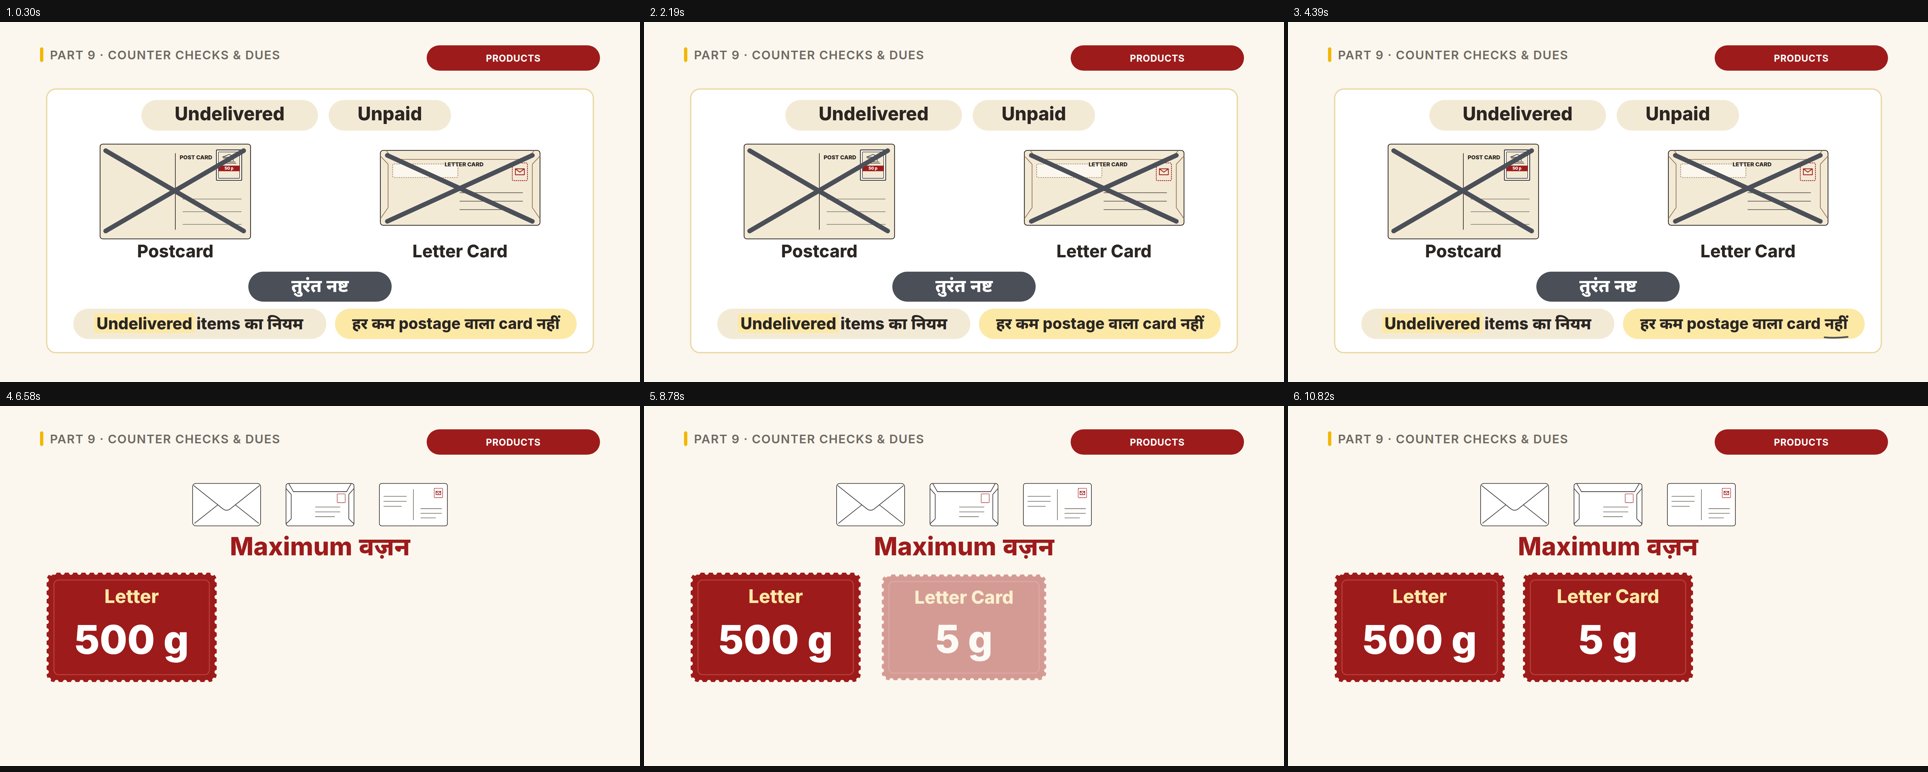 1. 0.30s
PART 9 · COUNTER CHECKS & DUES
PRODUCTS
Undelivered Unpaid
POST CARD
50 p
LETTER CARD
Postcard Letter Card
तुरंत नष्ट
Undelivered items का नियम हर कम postage वाला card नहीं
2. 2.19s
PART 9 · COUNTER CHECKS & DUES
PRODUCTS
Undelivered Unpaid
POST CARD
50 p
LETTER CARD
Postcard Letter Card
तुरंत नष्ट
Undelivered items का नियम हर कम postage वाला card नहीं
3. 4.39s
PART 9 · COUNTER CHECKS & DUES
PRODUCTS
Undelivered Unpaid
POST CARD
50 p
LETTER CARD
Postcard Letter Card
तुरंत नष्ट
Undelivered items का नियम हर कम postage वाला card नहीं
4. 6.58s
PART 9 · COUNTER CHECKS & DUES
PRODUCTS
Maximum वज़न
Letter
500 g
5. 8.78s
PART 9 · COUNTER CHECKS & DUES
PRODUCTS
Maximum वज़न
Letter Letter Card
500 g 5 g
6. 10.82s
PART 9 · COUNTER CHECKS & DUES
PRODUCTS
Maximum वज़न
Letter Letter Card
500 g 5 g